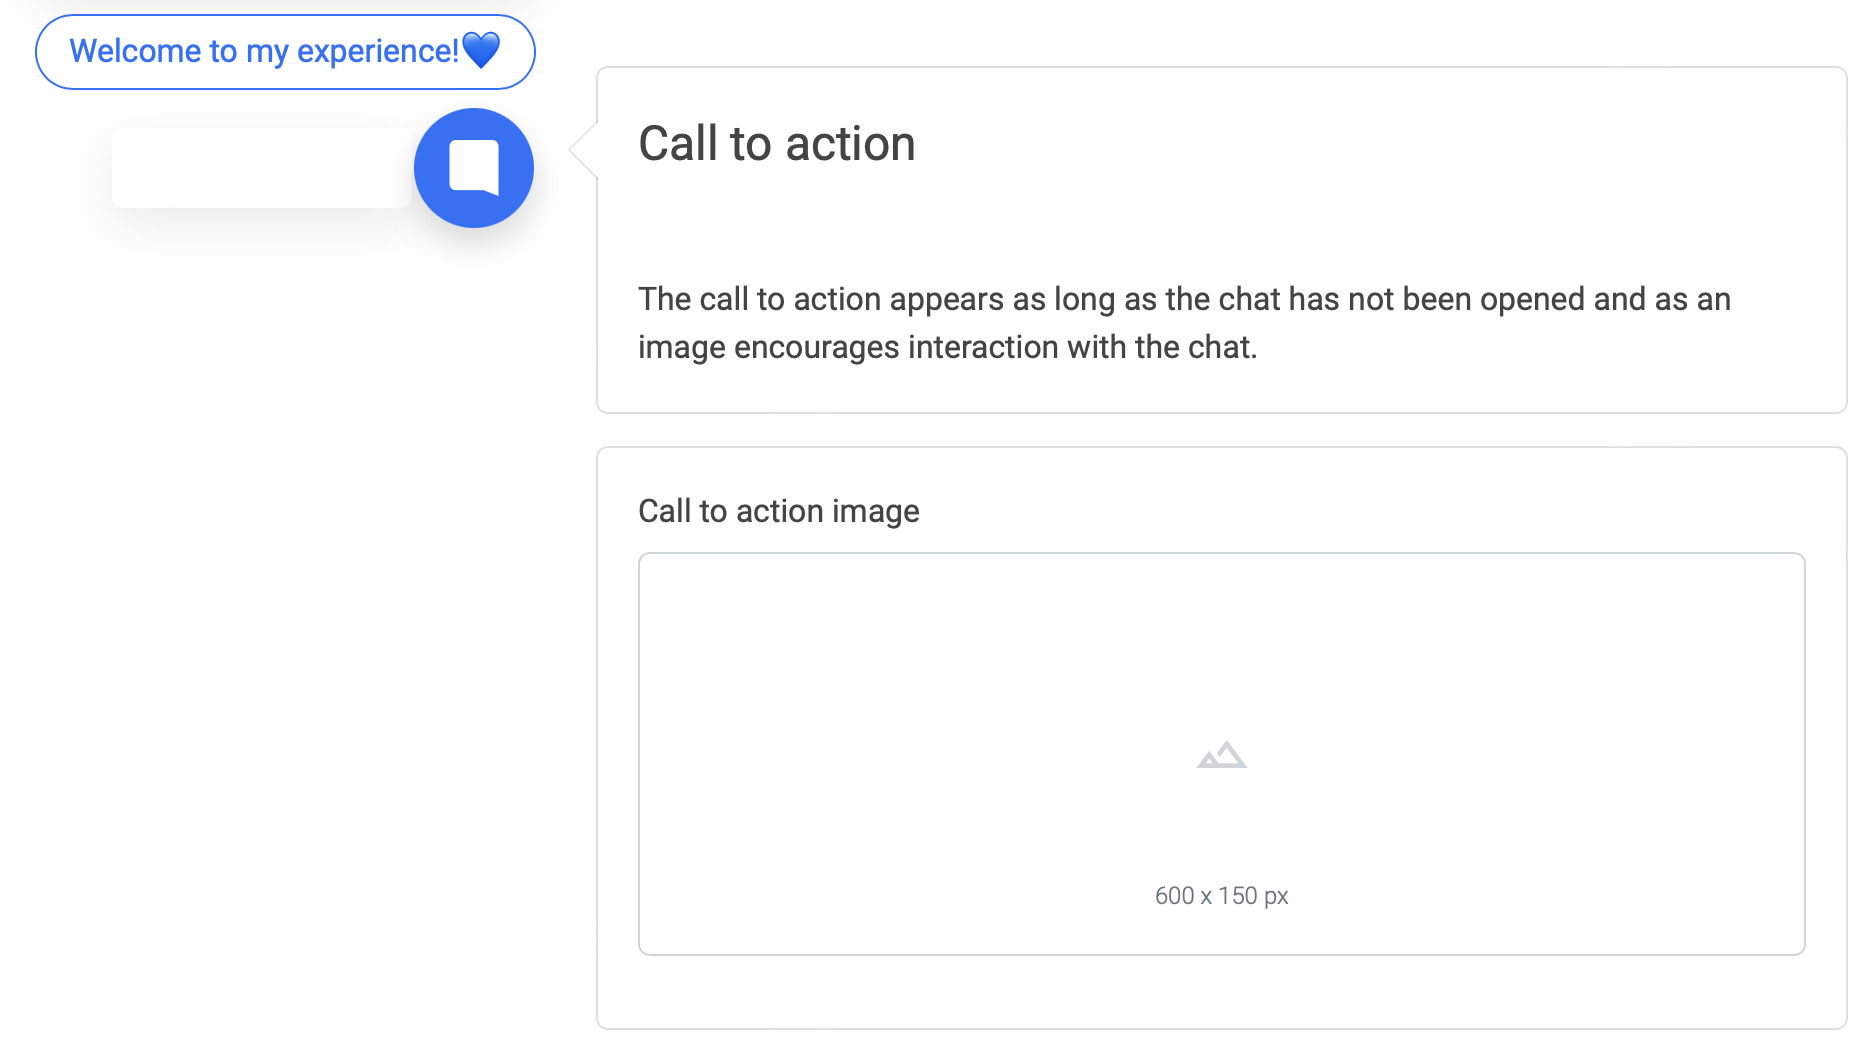 Welcome to my experience!💙
Call to action
The call to action appears as long as the chat has not been opened and as an
image encourages interaction with the chat.
Call to action image
600 x 150 px